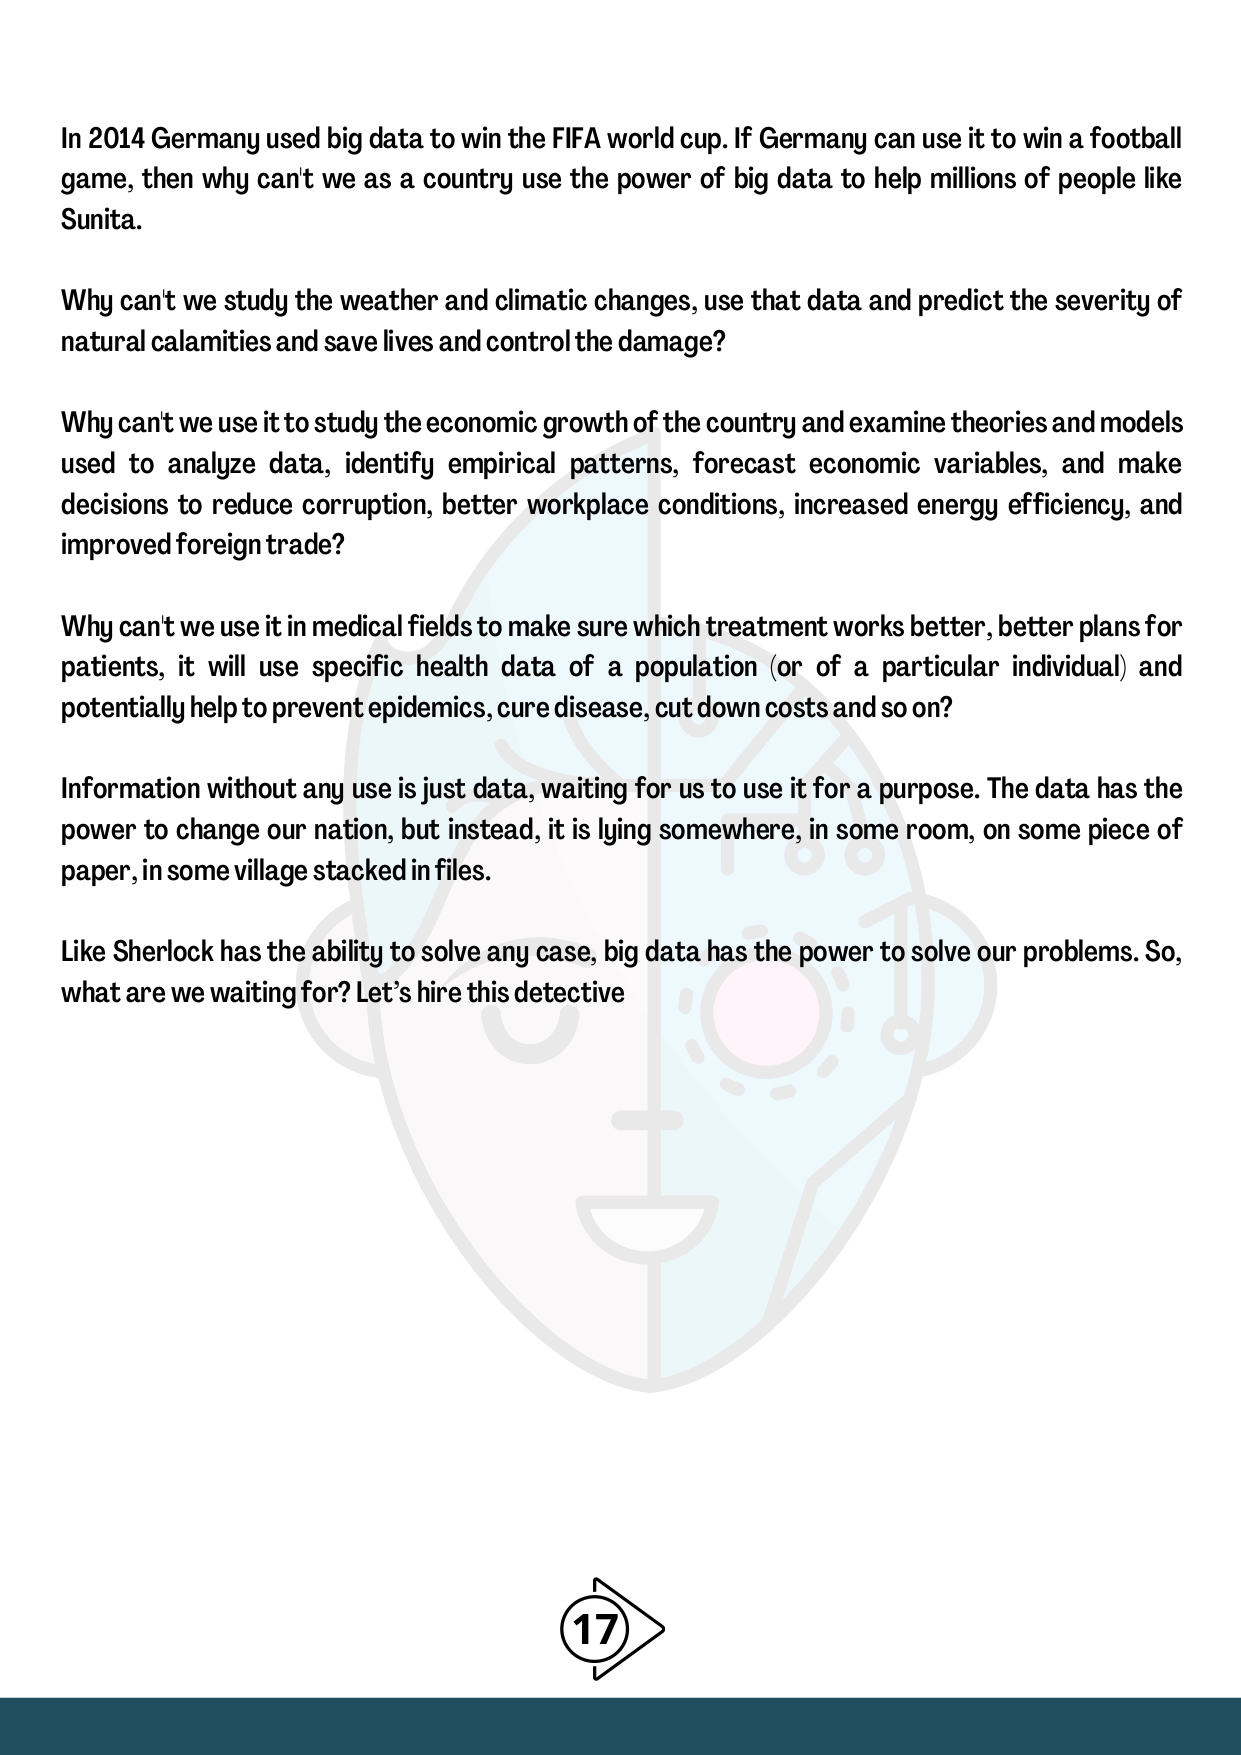 In 2014 Germany used big data to win the FIFA world cup. If Germany can use it to win a football
game, then why can't we as a country use the power of big data to help millions of people like
Sunita.
Why can't we study the weather and climatic changes, use that data and predict the severity of
natural calamities and save lives and control the damage?
Why can't we use it to study the economic growth of the country and examine theories and models
used to analyze data, identify empirical patterns, forecast economic variables, and make
decisions to reduce corruption, better workplace conditions, increased energy efficiency, and
improved foreign trade?
Why can't we use it in medical fields to make sure which treatment works better, better plans for
patients, it will use specific health data of a population (or of a particular individual) and
potentially help to prevent epidemics, cure disease, cut down costs and so on?
Information without any use is just data, waiting for us to use it for a purpose. The data has the
power to change our nation, but instead, it is lying somewhere, in some room, on some piece of
paper, in some village stacked in files.
Like Sherlock has the ability to solve any case, big data has the power to solve our problems. So,
what are we waiting for? Let’s hire this detective
17